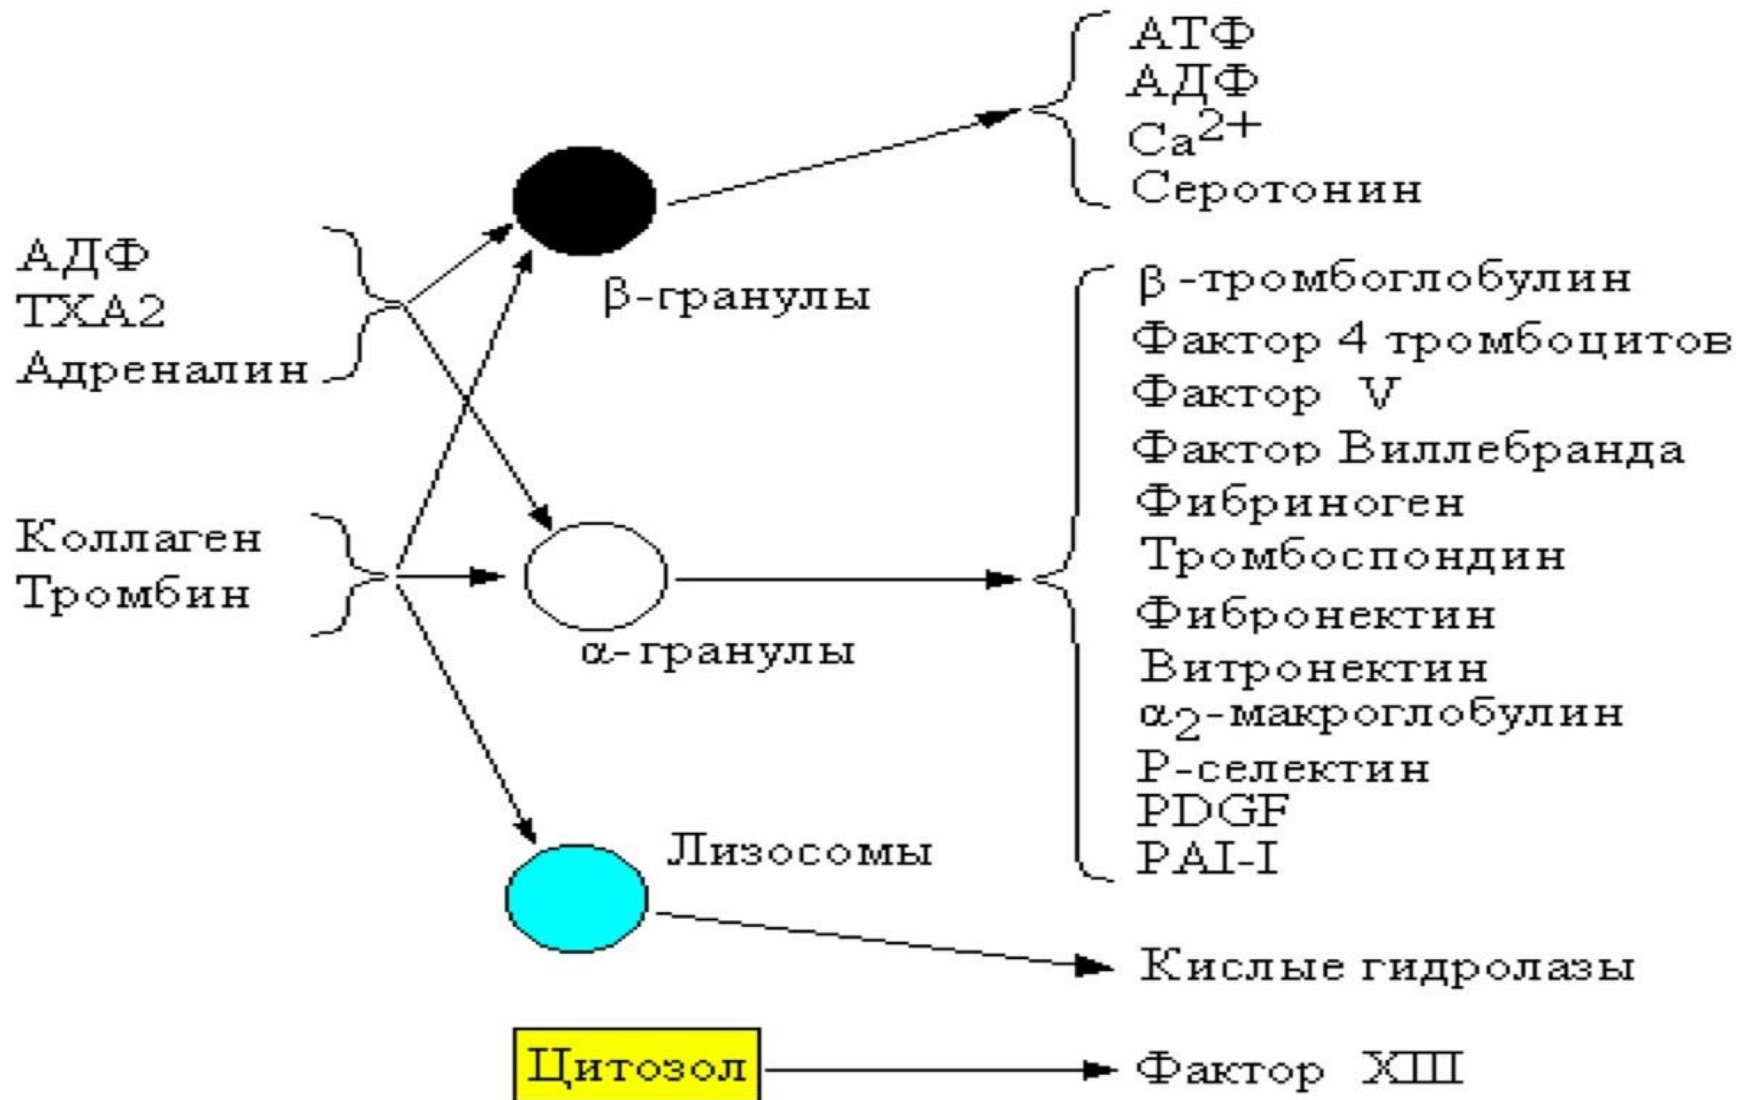 АДФ
ТХА2
Адреналин
Коллаген
Тромбин
β-гранулы
α-гранулы
Лизосомы
Цитозол
АТФ
АДФ
Ca²⁺
Серотонин
β-тромбоглобулин
Фактор 4 тромбоцитов
Фактор V
Фактор Виллебранда
Фибриноген
Тромбоспондин
Фибронектин
Витронектин
α₂-макроглобулин
Р-селектин
PDGF
PAI-I
Кислые гидролазы
Фактор XIII